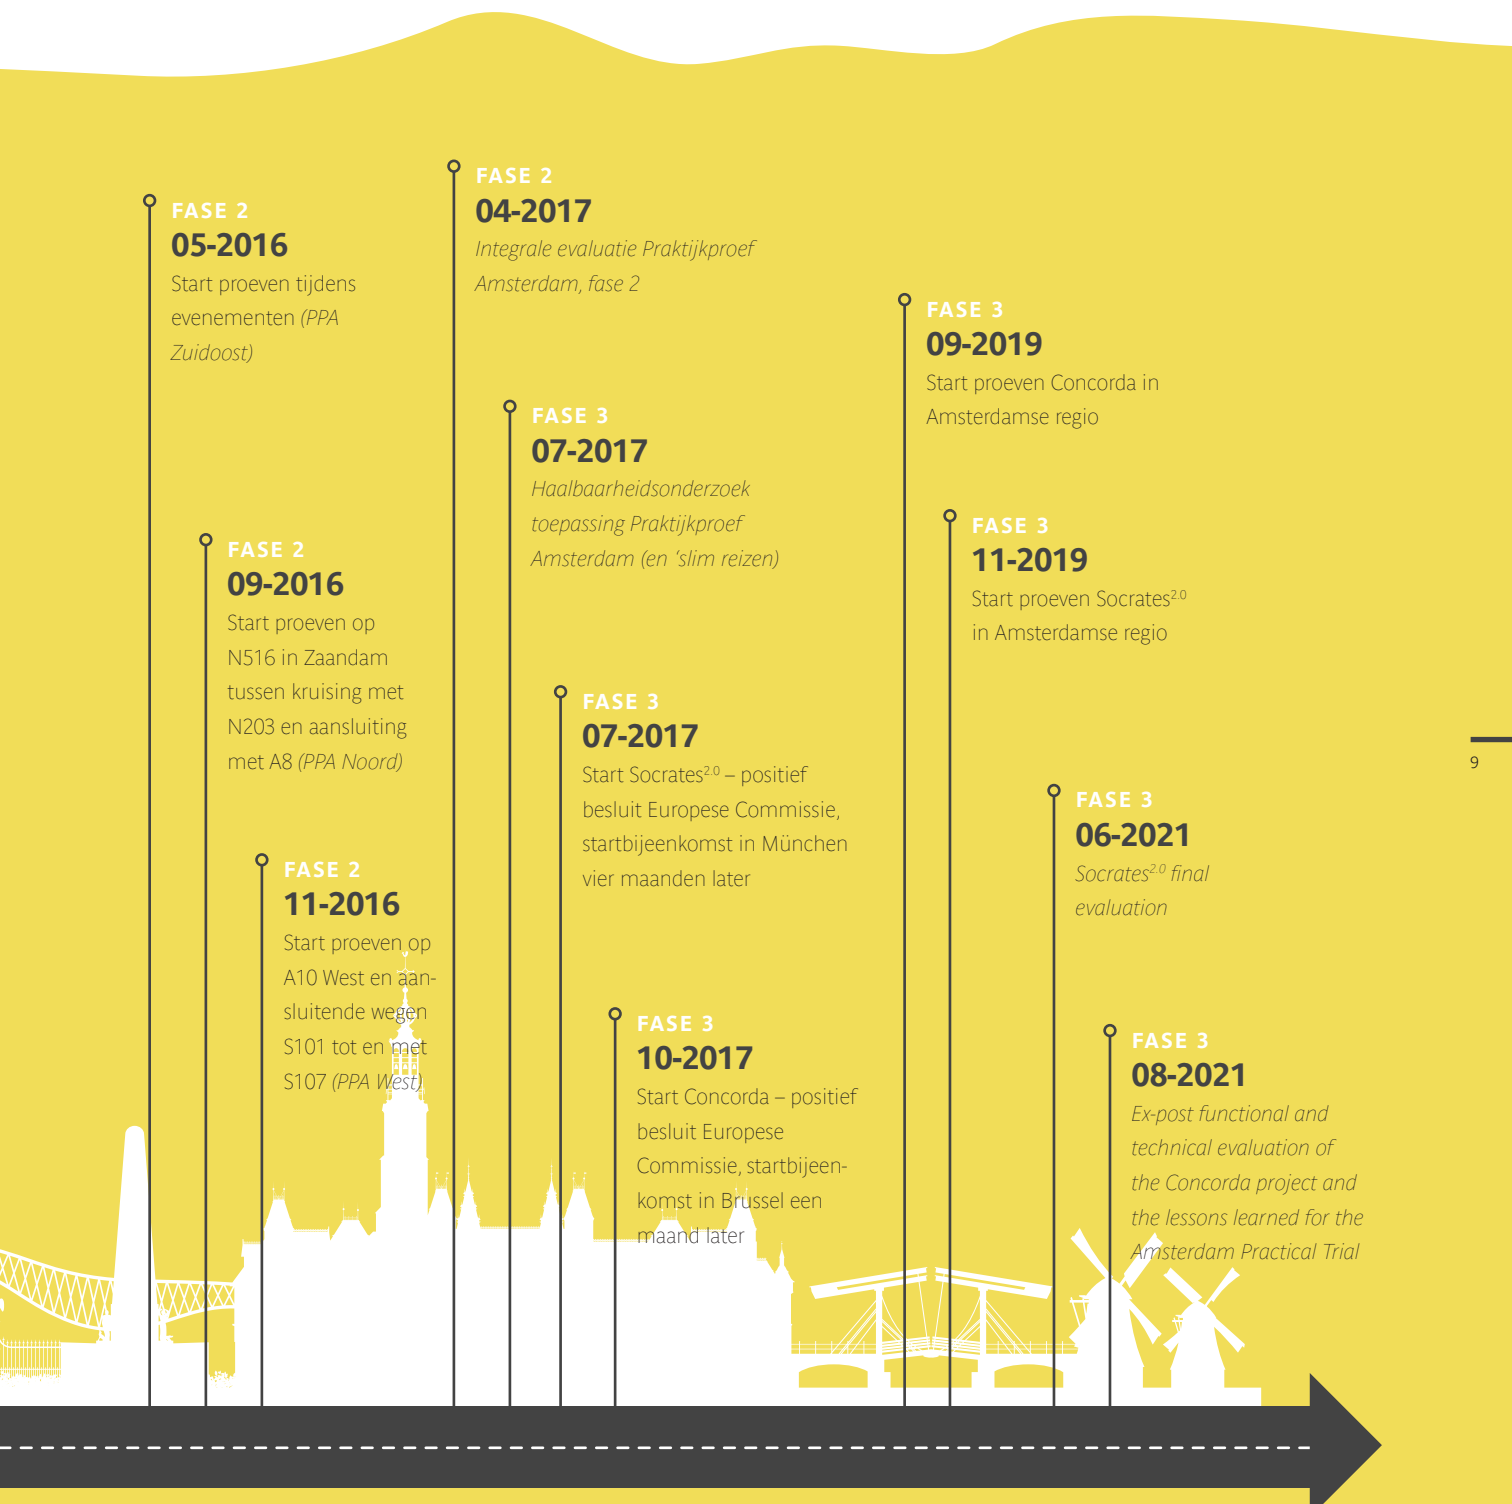 FASE 2
05-2016
Start proeven tijdens
evenementen (PPA
Zuidoost)
FASE 2
09-2016
Start proeven op
N516 in Zaandam
tussen kruising met
N203 en aansluiting
met A8 (PPA Noord)
FASE 2
11-2016
Start proeven op
A10 West en aan-
sluitende wegen
S101 tot en met
S107 (PPA West)
FASE 2
04-2017
Integrale evaluatie Praktijkproef
Amsterdam, fase 2
FASE 3
07-2017
Haalbaarheidsonderzoek
toepassing Praktijkproef
Amsterdam (en ‘slim reizen)
FASE 3
07-2017
Start Socrates2.0 – positief
besluit Europese Commissie,
startbijeenkomst in München
vier maanden later
FASE 3
10-2017
Start Concorda – positief
besluit Europese
Commissie, startbijeen-
komst in Brussel een
maand later
FASE 3
09-2019
Start proeven Concorda in
Amsterdamse regio
FASE 3
11-2019
Start proeven Socrates2.0
in Amsterdamse regio
FASE 3
06-2021
Socrates2.0 final
evaluation
FASE 3
08-2021
Ex-post functional and
technical evaluation of
the Concorda project and
the lessons learned for the
Amsterdam Practical Trial
9